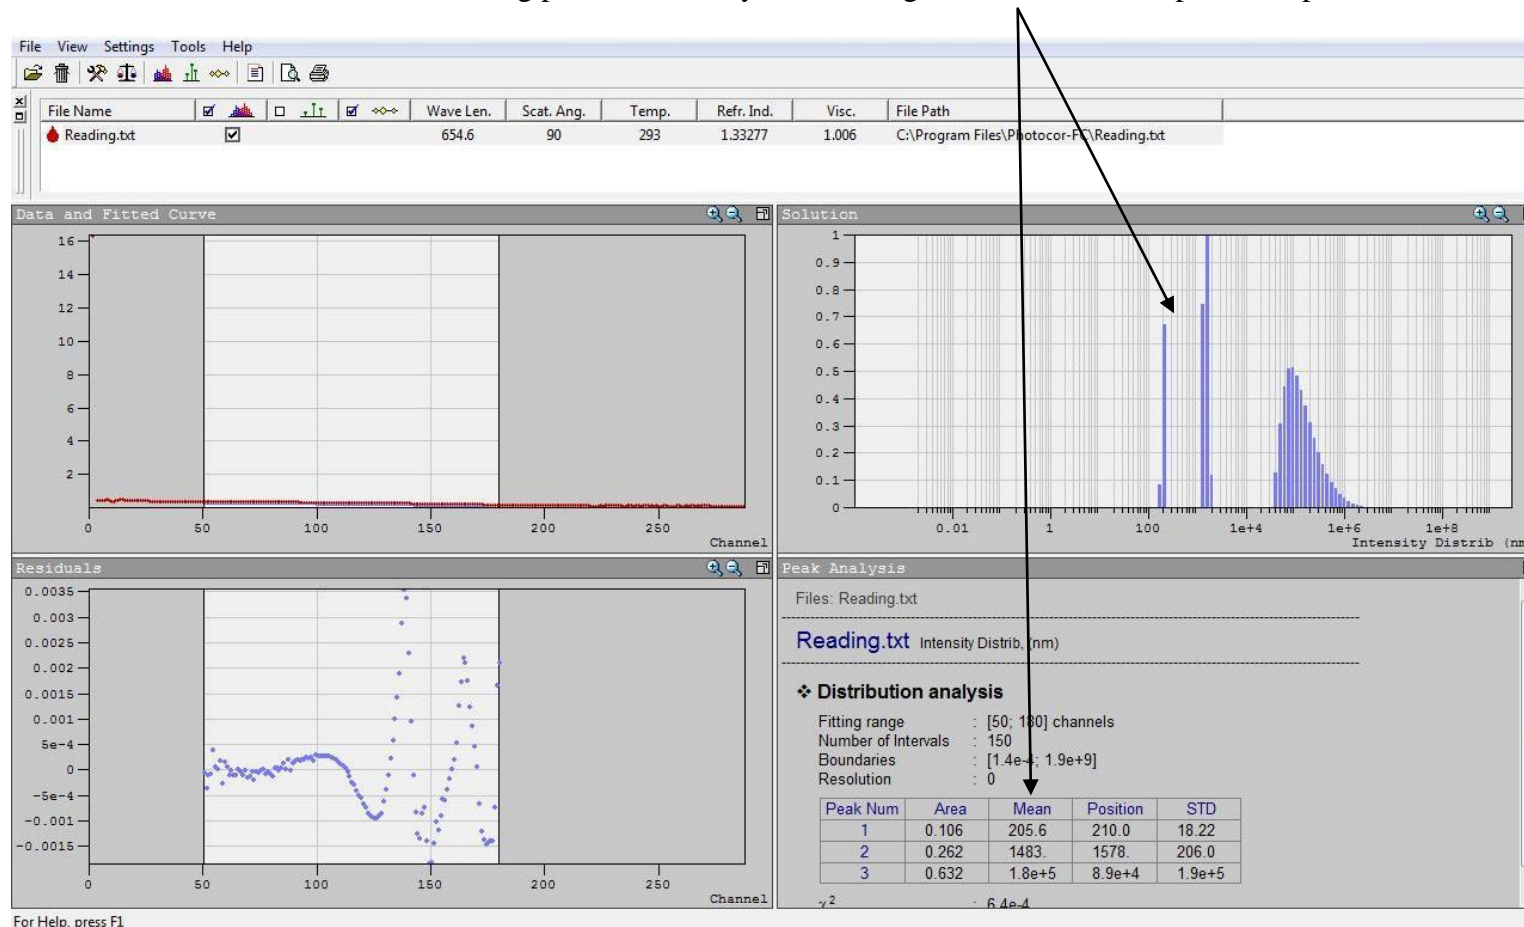 File View Settings Tools Help
File Name Wave Len. Scat. Ang. Temp. Refr. Ind. Visc. File Path
Reading.txt 654.6 90 293 1.33277 1.006 C:\Program Files\Photocor-FC\Reading.txt
Data and Fitted Curve
16
14
12
10
8
6
4
2
0 50 100 150 200 250
Channel
Solution
1
0.9
0.8
0.7
0.6
0.5
0.4
0.3
0.2
0.1
0
0.01 1 100 1e+4 1e+6 1e+8
Intensity Distrib (nm
Residuals
0.0035
0.003
0.0025
0.002
0.0015
0.001
5e-4
0
-5e-4
-0.001
-0.0015
0 50 100 150 200 250
Channel
Peak Analysis
Files: Reading.txt
Reading.txt Intensity Distrib, (nm)
❖ Distribution analysis
Fitting range : [50; 180] channels
Number of Intervals : 150
Boundaries : [1.4e-4; 1.9e+9]
Resolution : 0
Peak Num Area Mean Position STD
1 0.106 205.6 210.0 18.22
2 0.262 1483. 1578. 206.0
3 0.632 1.8e+5 8.9e+4 1.9e+5
χ² : 6.4e-4
For Help, press F1